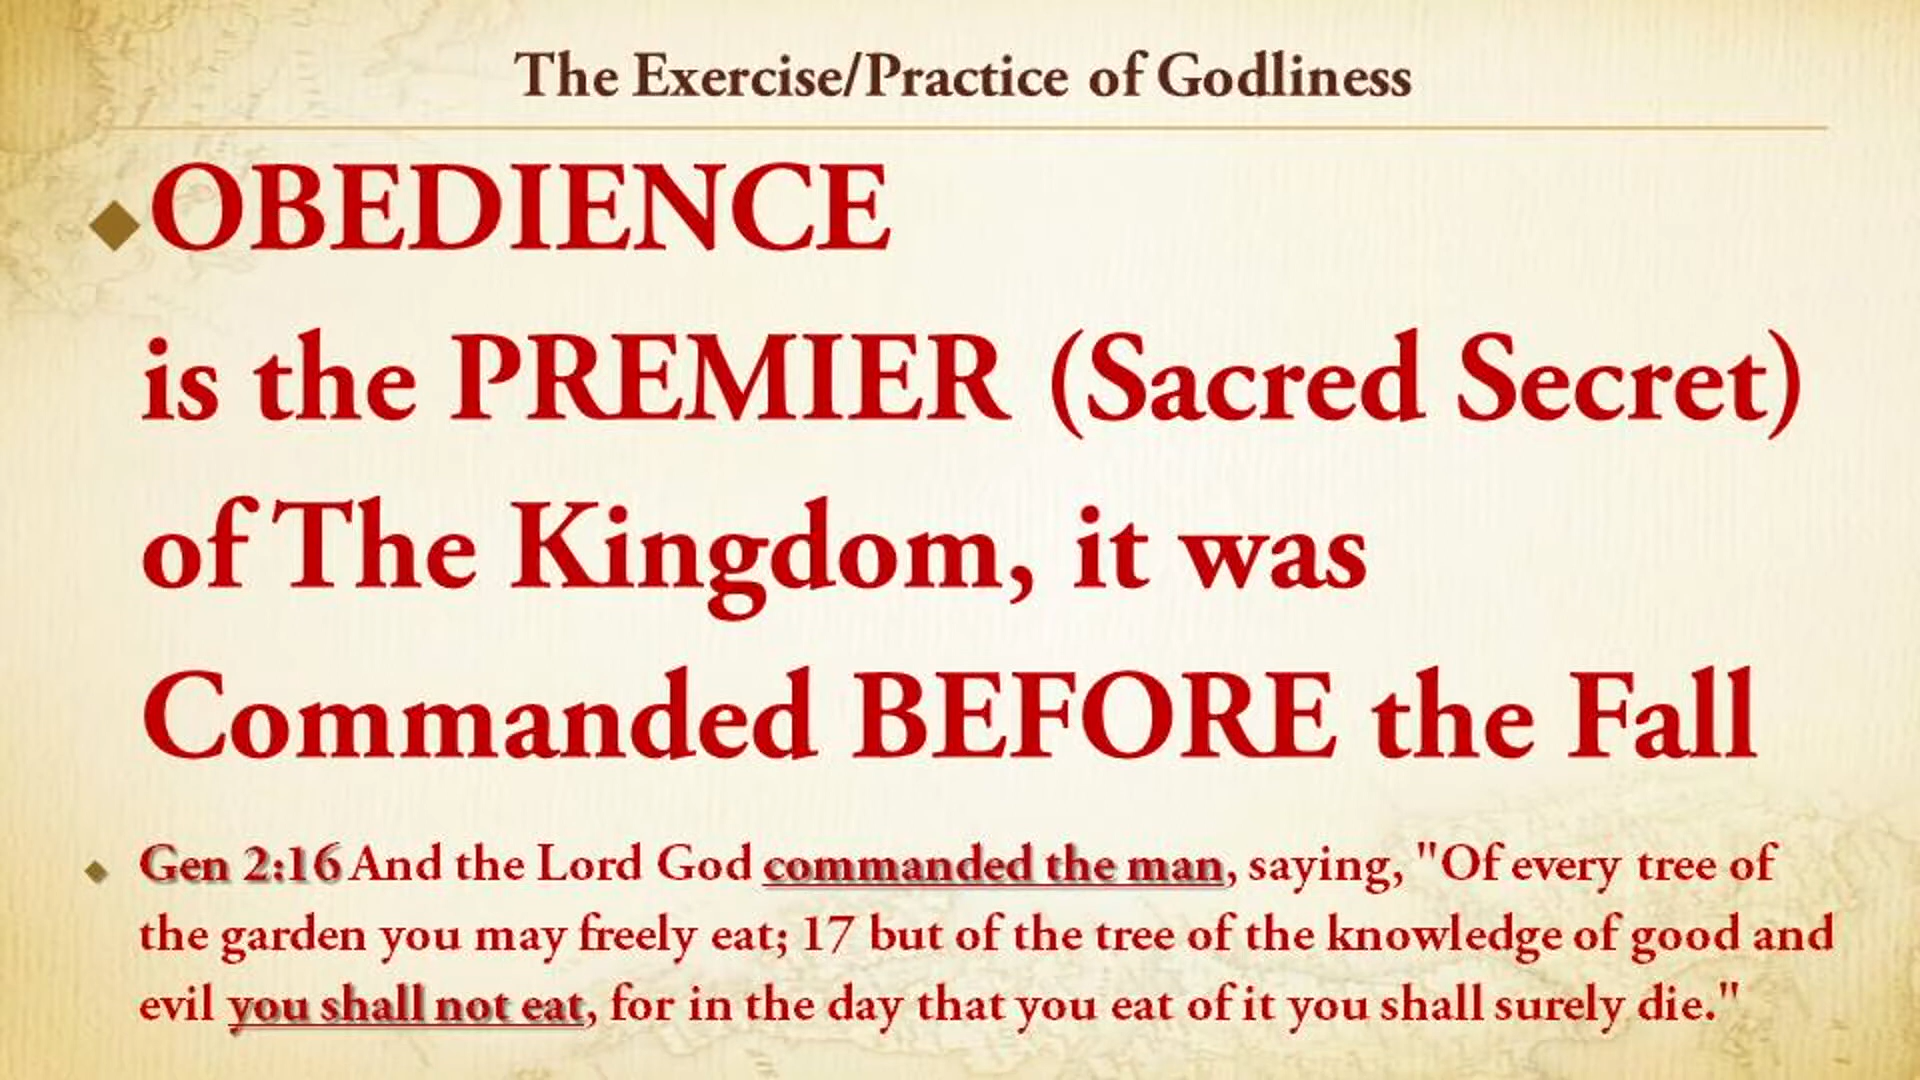 The Exercise/Practice of Godliness
OBEDIENCE
is the PREMIER (Sacred Secret)
of The Kingdom, it was
Commanded BEFORE the Fall
Gen 2:16 And the Lord God commanded the man, saying, "Of every tree of
the garden you may freely eat; 17 but of the tree of the knowledge of good and
evil you shall not eat, for in the day that you eat of it you shall surely die."